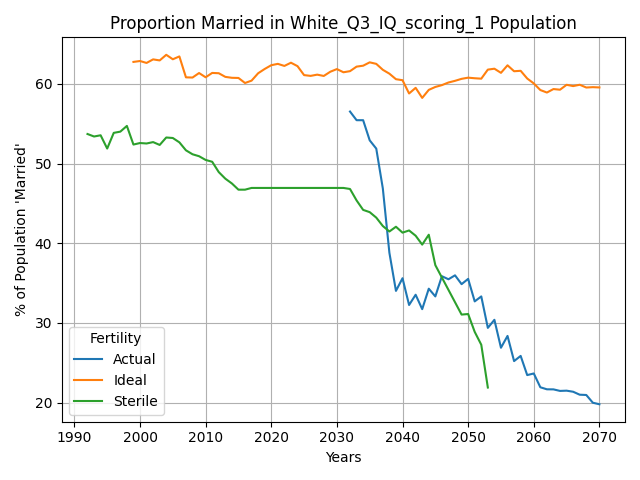 Proportion Married in White_Q3_IQ_scoring_1 Population
% of Population 'Married'
60
50
40
30
20
Fertility
Actual
Ideal
Sterile
1990 2000 2010 2020 2030 2040 2050 2060 2070
Years